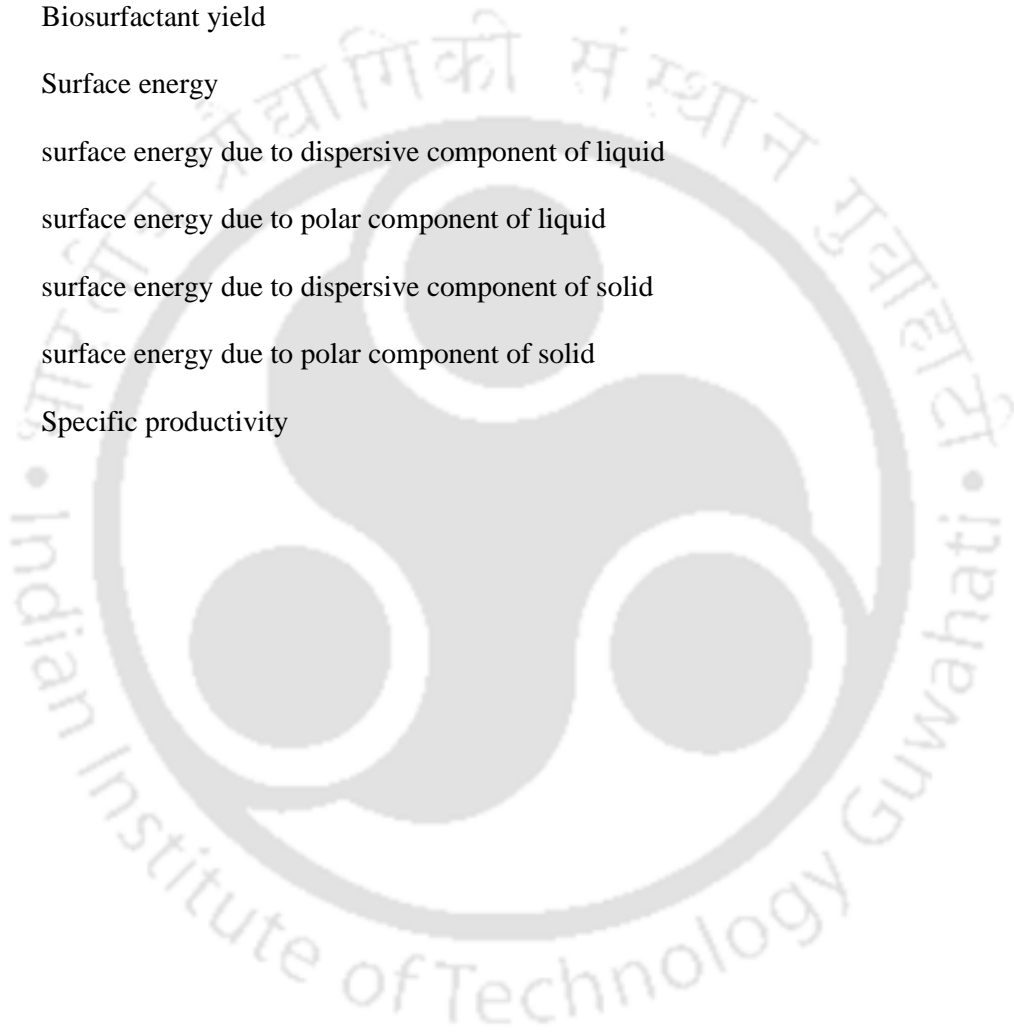 Biosurfactant yield
Surface energy
surface energy due to dispersive component of liquid
surface energy due to polar component of liquid
surface energy due to dispersive component of solid
surface energy due to polar component of solid
Specific productivity
भारतीय प्रौद्योगिकी संस्थान गुवाहाटी
• Indian Institute of Technology Guwahati •